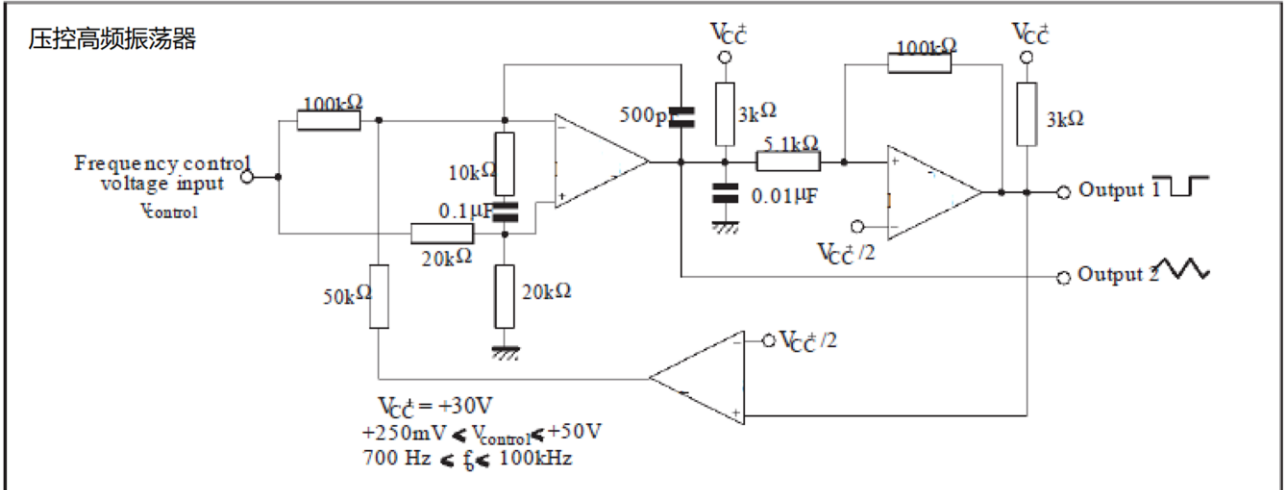 压控高频振荡器
VCC+
VCC+
100kΩ
100kΩ
500pF
3kΩ
3kΩ
5.1kΩ
Frequency control
voltage input
Vcontrol
10kΩ
0.1μF
0.01μF
Output 1
20kΩ
VCC+/2
Output 2
50kΩ
20kΩ
VCC+/2
VCC+ = +30V
+250mV ≤ Vcontrol ≤ +50V
700 Hz ≤ fo ≤ 100kHz